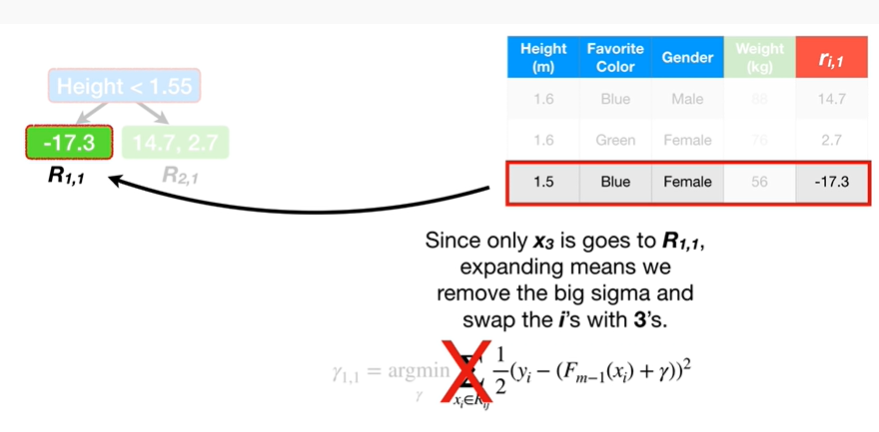 Height (m) Favorite Color Gender Weight (kg) rᵢ,₁
1.6 Blue Male 88 14.7
1.6 Green Female 76 2.7
1.5 Blue Female 56 -17.3
Height < 1.55
-17.3 14.7, 2.7
R₁,₁ R₂,₁
Since only x₃ is goes to R₁,₁,
expanding means we
remove the big sigma and
swap the i's with 3's.
γ₁,₁ = argmin Σ ½(yᵢ − (Fₘ₋₁(xᵢ) + γ))²
γ xᵢ∈Rᵢⱼ